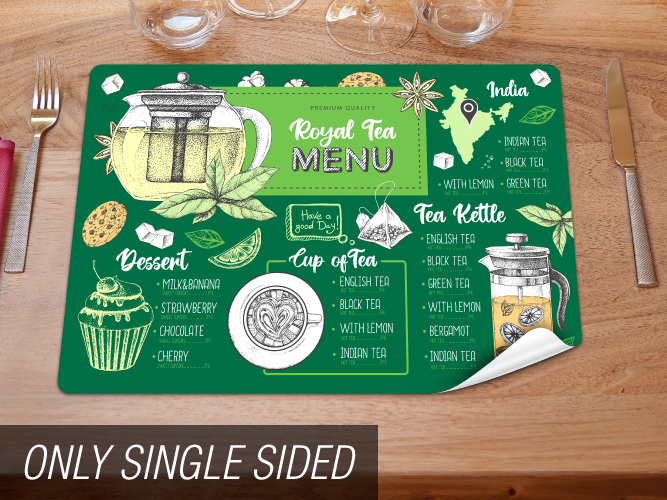 PREMIUM QUALITY
Royal Tea
MENU
India
INDIAN TEA
BLACK TEA
GREEN TEA
WITH LEMON
Have a
good Day!
Tea Kettle
ENGLISH TEA
BLACK TEA
GREEN TEA
WITH LEMON
BERGAMOT
INDIAN TEA
Dessert
MILK&BANANA
STRAWBERRY
CHOCOLATE
CHERRY
Cup of Tea
ENGLISH TEA
BLACK TEA
WITH LEMON
INDIAN TEA
ONLY SINGLE SIDED